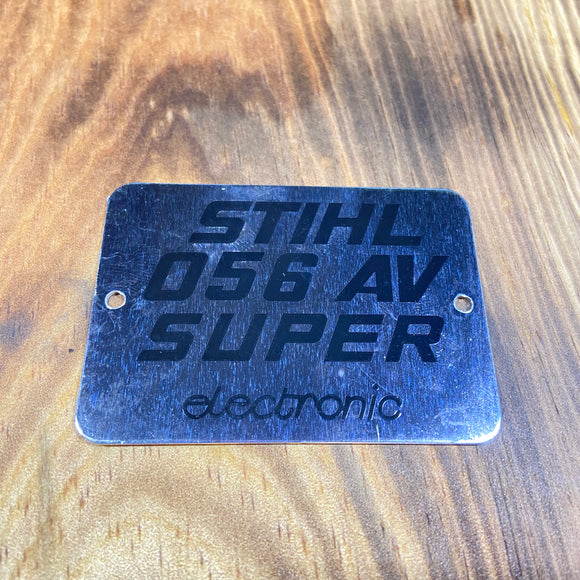 STIHL
056 AV
SUPER
electronic